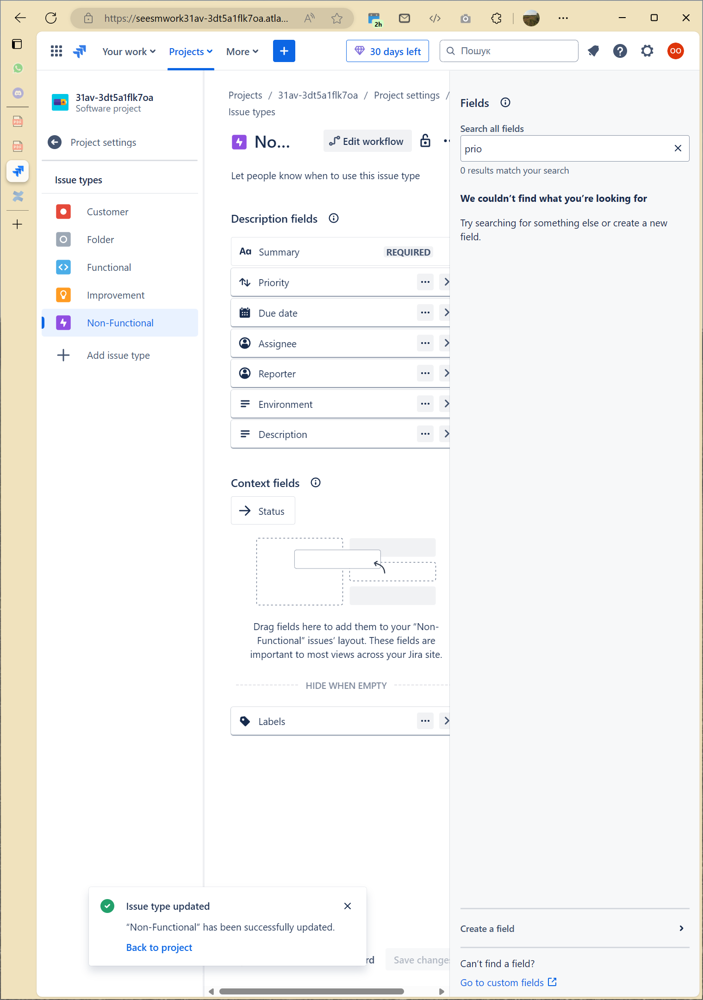 https://seesmwork31av-3dt5a1flk7oa.atla...
2h
Your work
Projects
More
30 days left
Пошук
OO
31av-3dt5a1flk7oa
Software project
Project settings
Issue types
Customer
Folder
Functional
Improvement
Non-Functional
Add issue type
Projects / 31av-3dt5a1flk7oa / Project settings /
Issue types
No...
Edit workflow
Let people know when to use this issue type
Description fields
Aa Summary REQUIRED
Priority
Due date
Assignee
Reporter
Environment
Description
Context fields
Status
Drag fields here to add them to your “Non-
Functional” issues’ layout. These fields are
important to most views across your Jira site.
HIDE WHEN EMPTY
Labels
Issue type updated
“Non-Functional” has been successfully updated.
Back to project
rd
Save changes
Fields
Search all fields
prio
0 results match your search
We couldn’t find what you’re looking for
Try searching for something else or create a new
field.
Create a field
Can’t find a field?
Go to custom fields
PDF
PDF